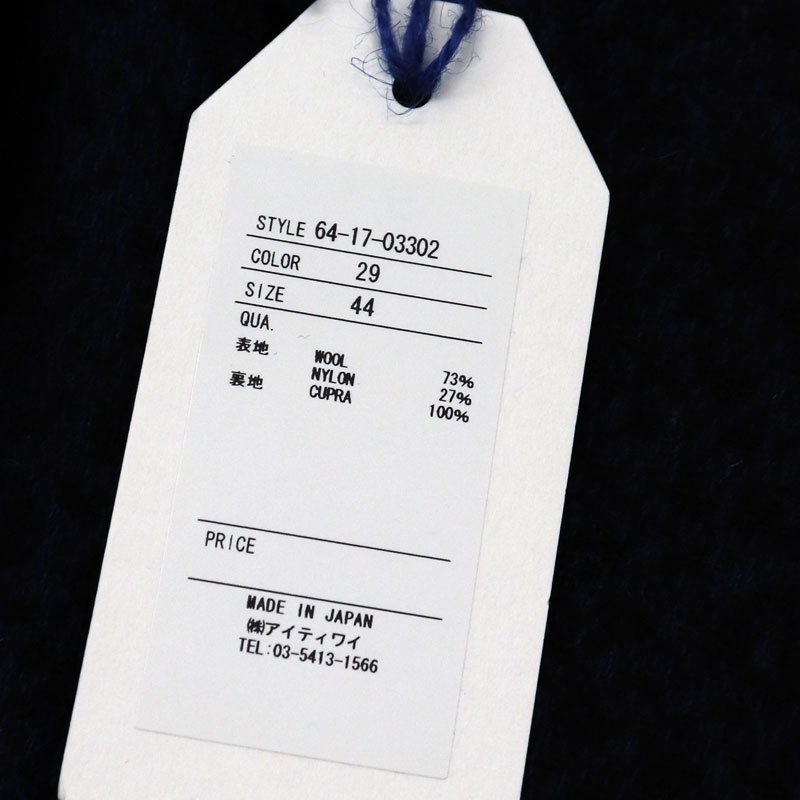 STYLE 64-17-03302
COLOR 29
SIZE 44
QUA.
表地 WOOL 73%
NYLON 27%
裏地 CUPRA 100%
PRICE
MADE IN JAPAN
㈱アイティワイ
TEL:03-5413-1566